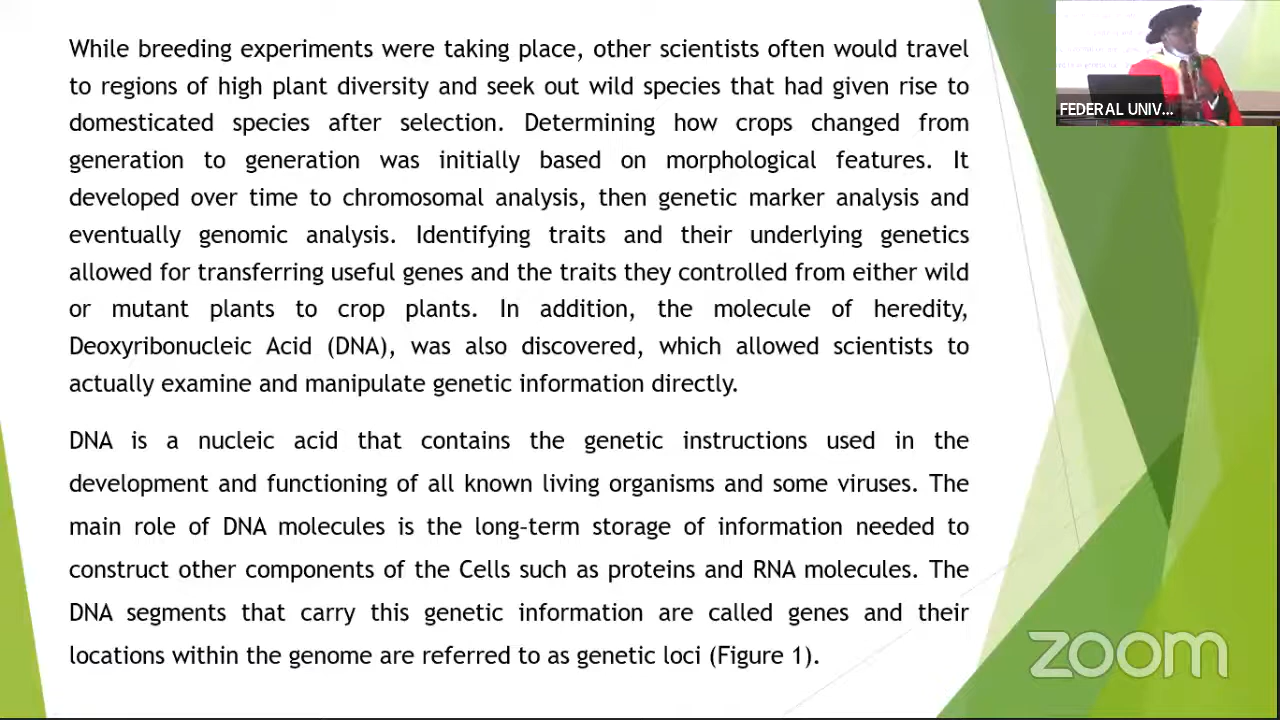 While breeding experiments were taking place, other scientists often would travel
to regions of high plant diversity and seek out wild species that had given rise to
domesticated species after selection. Determining how crops changed from
generation to generation was initially based on morphological features. It
developed over time to chromosomal analysis, then genetic marker analysis and
eventually genomic analysis. Identifying traits and their underlying genetics
allowed for transferring useful genes and the traits they controlled from either wild
or mutant plants to crop plants. In addition, the molecule of heredity,
Deoxyribonucleic Acid (DNA), was also discovered, which allowed scientists to
actually examine and manipulate genetic information directly.
DNA is a nucleic acid that contains the genetic instructions used in the
development and functioning of all known living organisms and some viruses. The
main role of DNA molecules is the long-term storage of information needed to
construct other components of the Cells such as proteins and RNA molecules. The
DNA segments that carry this genetic information are called genes and their
locations within the genome are referred to as genetic loci (Figure 1).
FEDERAL UNIV...
zoom